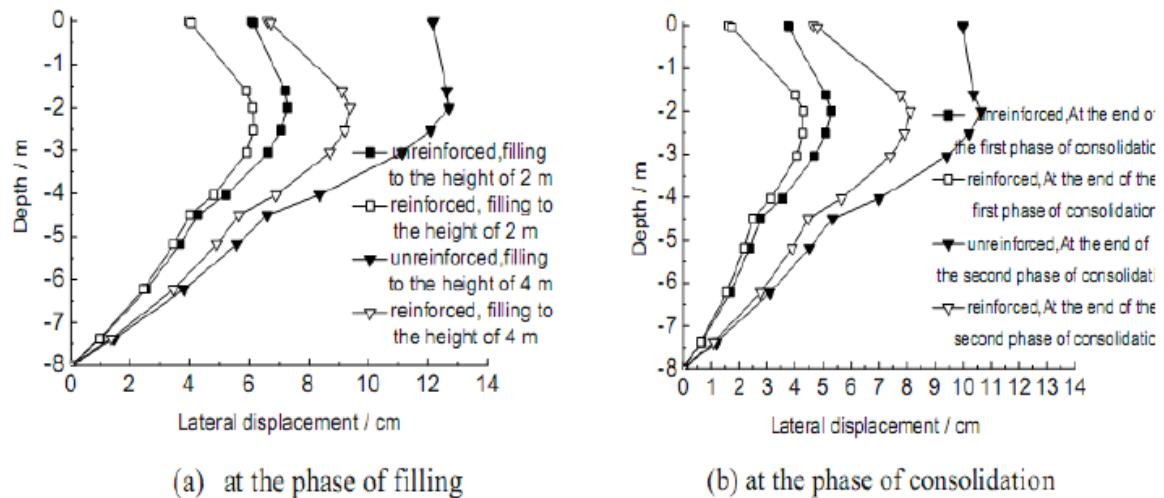 0
-1
-2
-3
-4
-5
-6
-7
-8
Depth / m
0 2 4 6 8 10 12 14
Lateral displacement / cm
unreinforced,filling
to the height of 2 m
reinforced, filling to
the height of 2 m
unreinforced,filling
to the height of 4 m
reinforced, filling to
the height of 4 m
(a) at the phase of filling
0
-1
-2
-3
-4
-5
-6
-7
-8
Depth / m
0 1 2 3 4 5 6 7 8 9 10 11 12 13 14
Lateral displacement / cm
unreinforced,At the end of
the first phase of consolidation
reinforced,At the end of the
first phase of consolidation
unreinforced,At the end of
the second phase of consolidati
reinforced,At the end of the
second phase of consolidation
(b) at the phase of consolidation